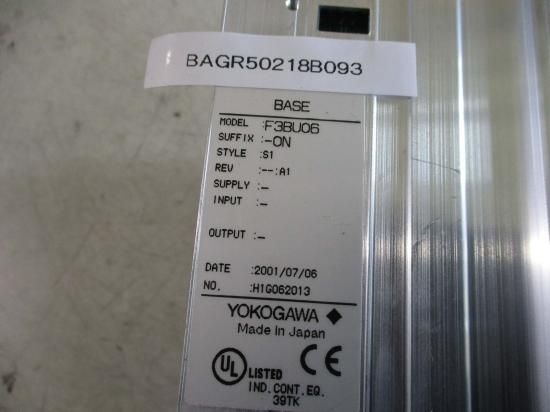 BAGR50218B093
BASE
MODEL :F3BU06
SUFFIX :-0N
STYLE :S1
REV :--:A1
SUPPLY :-
INPUT :-
OUTPUT :-
DATE :2001/07/06
NO. :H1G062013
YOKOGAWA
Made in Japan
UL LISTED CE
IND.CONT.EQ.
39TK